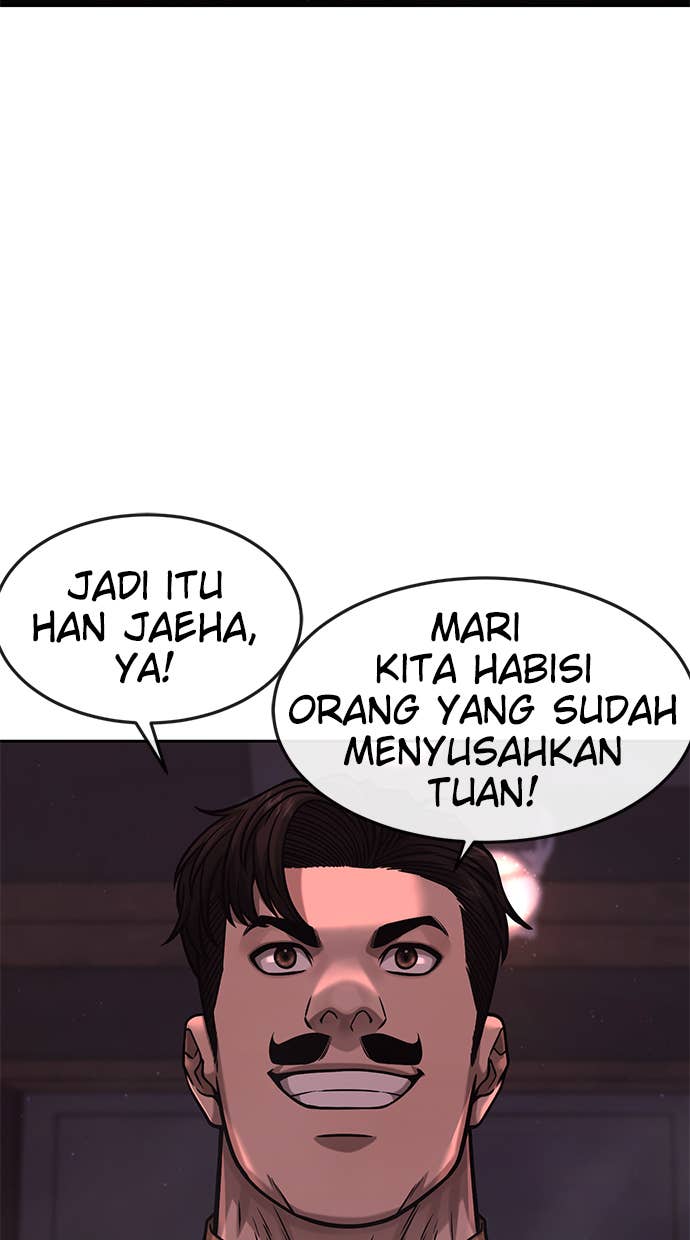 JADI ITU
HAN JAEHA,
YA!
MARI
KITA HABISI
ORANG YANG SUDAH
MENYUSAHKAN
TUAN!